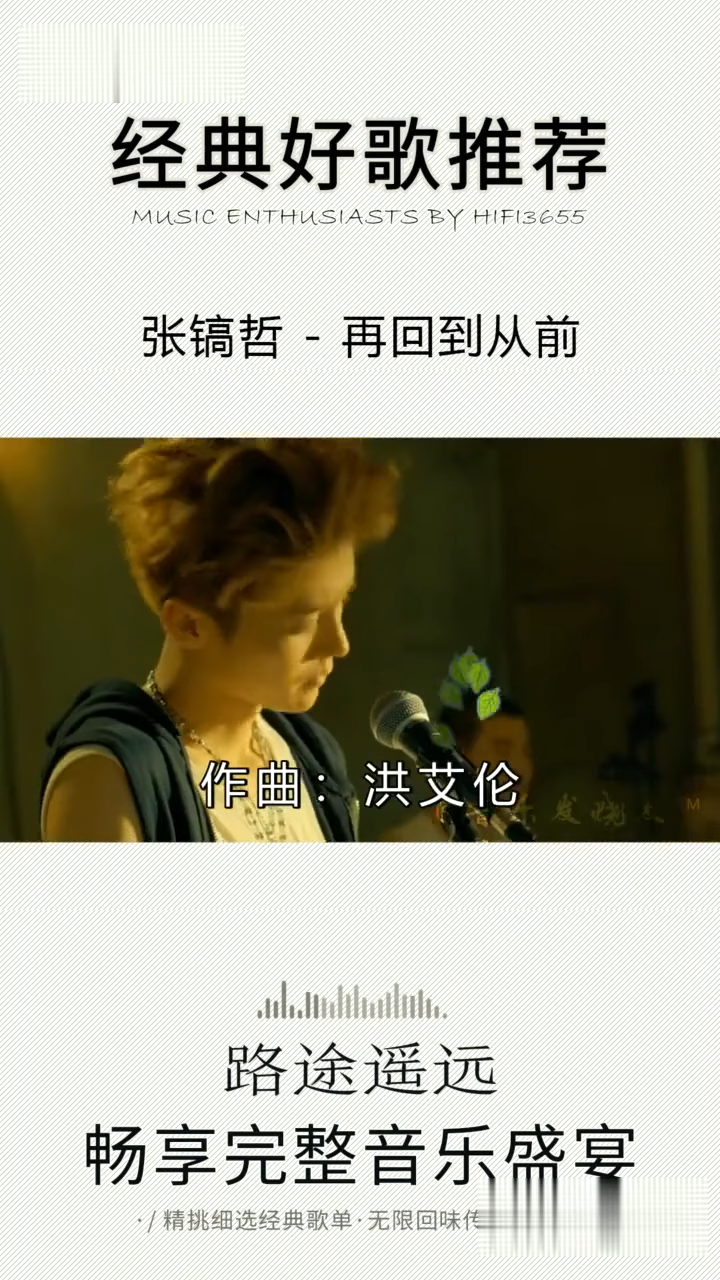 经典好歌推荐
MUSIC ENTHUSIASTS BY HIFI3655
张镐哲 - 再回到从前
作曲：洪艾伦
发烧
M
路途遥远
畅享完整音乐盛宴
·/ 精挑细选经典歌单·无限回味